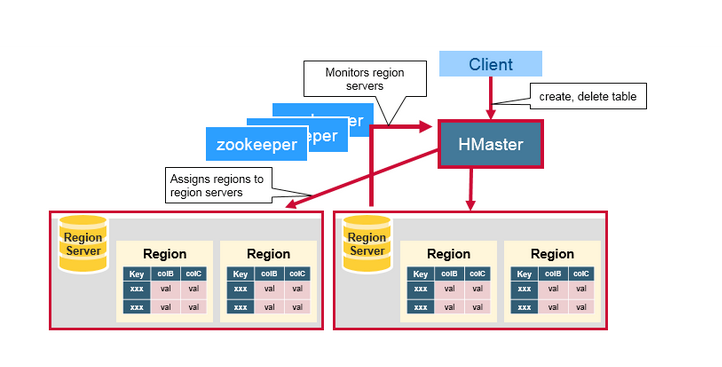 Client
Monitors region
servers
create, delete table
er
eper
zookeeper
HMaster
Assigns regions to
region servers
Region
Server
Region
Key colB colC
xxx val val
xxx val val
Region
Key colB colC
xxx val val
xxx val val
Region
Server
Region
Key colB colC
xxx val val
xxx val val
Region
Key colB colC
xxx val val
xxx val val